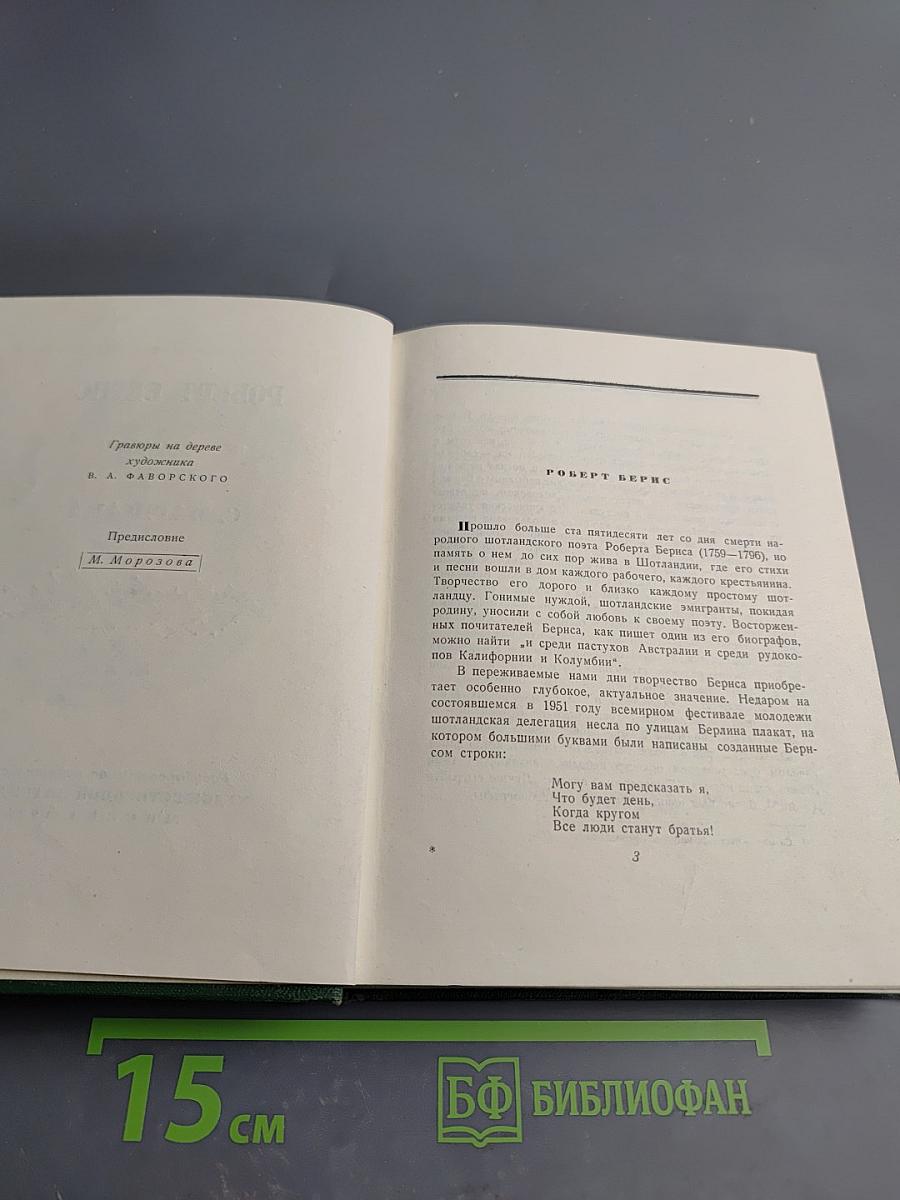 Гравюры на дереве
художника
В. А. ФАВОРСКОГО
Предисловие
М. Морозова
РОБЕРТ БЕРНС
Прошло больше ста пятидесяти лет со дня смерти на-
родного шотландского поэта Роберта Бернса (1759—1796), но
память о нем до сих пор жива в Шотландии, где его стихи
и песни вошли в дом каждого рабочего, каждого крестьянина.
Творчество его дорого и близко каждому простому шот-
ландцу. Гонимые нуждой, шотландские эмигранты, покидая
родину, уносили с собой любовь к своему поэту. Восторжен-
ных почитателей Бернса, как пишет один из его биографов,
можно найти „и среди пастухов Австралии и среди рудоко-
пов Калифорнии и Колумбии“.
В переживаемые нами дни творчество Бернса приобре-
тает особенно глубокое, актуальное значение. Недаром на
состоявшемся в 1951 году всемирном фестивале молодежи
шотландская делегация несла по улицам Берлина плакат, на
котором большими буквами были написаны созданные Берн-
сом строки:
Могу вам предсказать я,
Что будет день,
Когда кругом
Все люди станут братья!
*
3
15 см
БФ БИБЛИОФАН